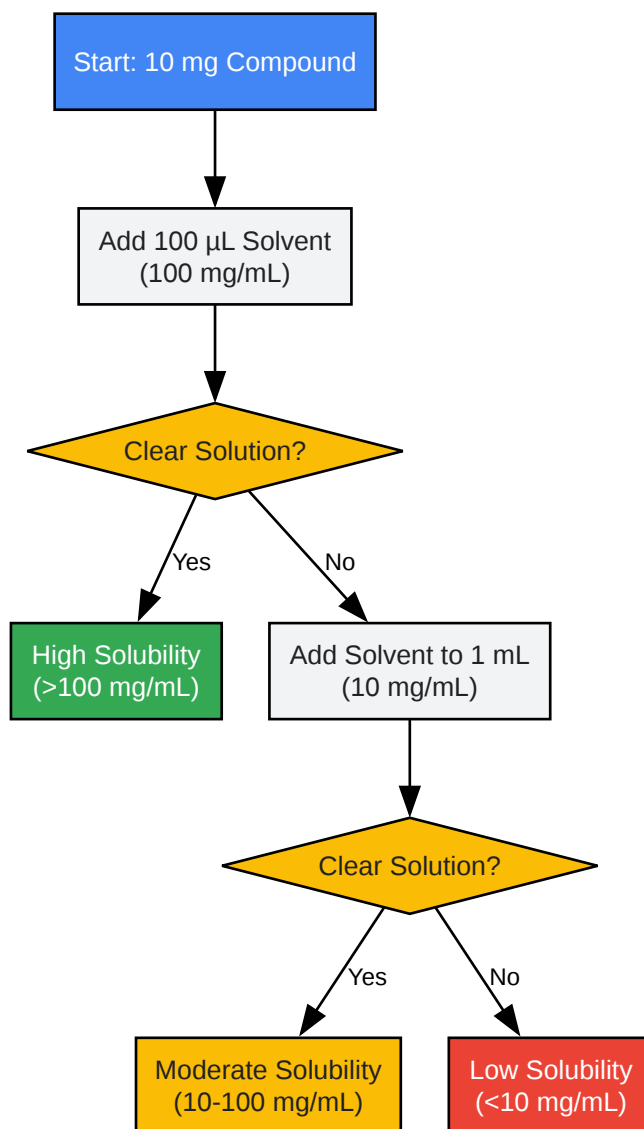 Start: 10 mg Compound
Add 100 µL Solvent
(100 mg/mL)
Clear Solution?
Yes
No
High Solubility
(>100 mg/mL)
Add Solvent to 1 mL
(10 mg/mL)
Clear Solution?
Yes
No
Moderate Solubility
(10-100 mg/mL)
Low Solubility
(<10 mg/mL)